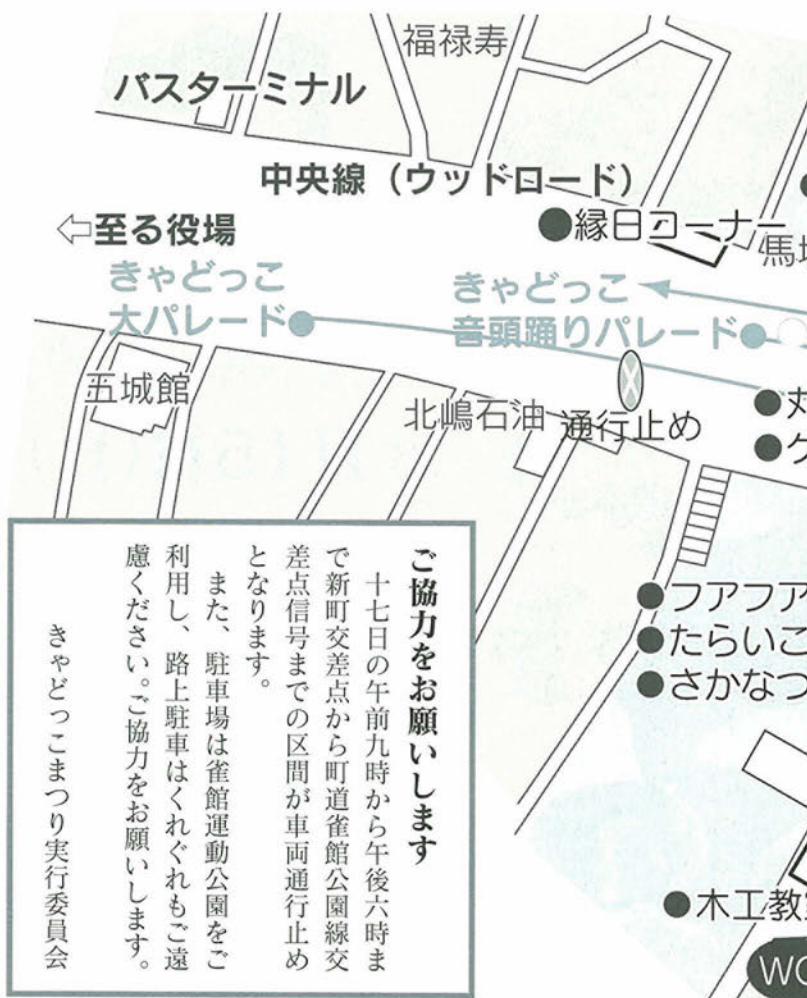 福禄寿
バスターミナル
中央線（ウッドロード）
●縁日コーナー
⇦至る役場
きゃどっこ
大パレード●
きゃどっこ
音頭踊りパレード●
五城館
北嶋石油
通行止め
●フアフア
●たらいこ
●さかなつ
●木工教
ご協力をお願いします
十七日の午前九時から午後六時ま
で新町交差点から町道雀館公園線交
差点信号までの区間が車両通行止め
となります。
また、駐車場は雀館運動公園をご
利用し、路上駐車はくれぐれもご遠
慮ください。ご協力をお願いします。
きゃどっこまつり実行委員会